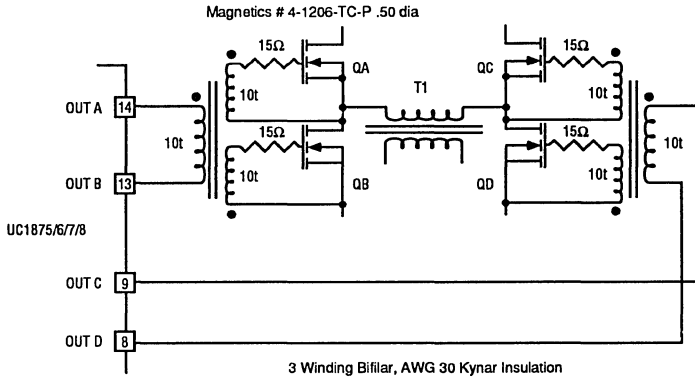 Magnetics # 4-1206-TC-P .50 dia
15Ω
QA
QC
15Ω
T1
OUT A
14
10t
10t
10t
10t
15Ω
15Ω
10t
10t
OUT B
13
QB
QD
UC1875/6/7/8
OUT C
9
OUT D
8
3 Winding Bifilar, AWG 30 Kynar Insulation